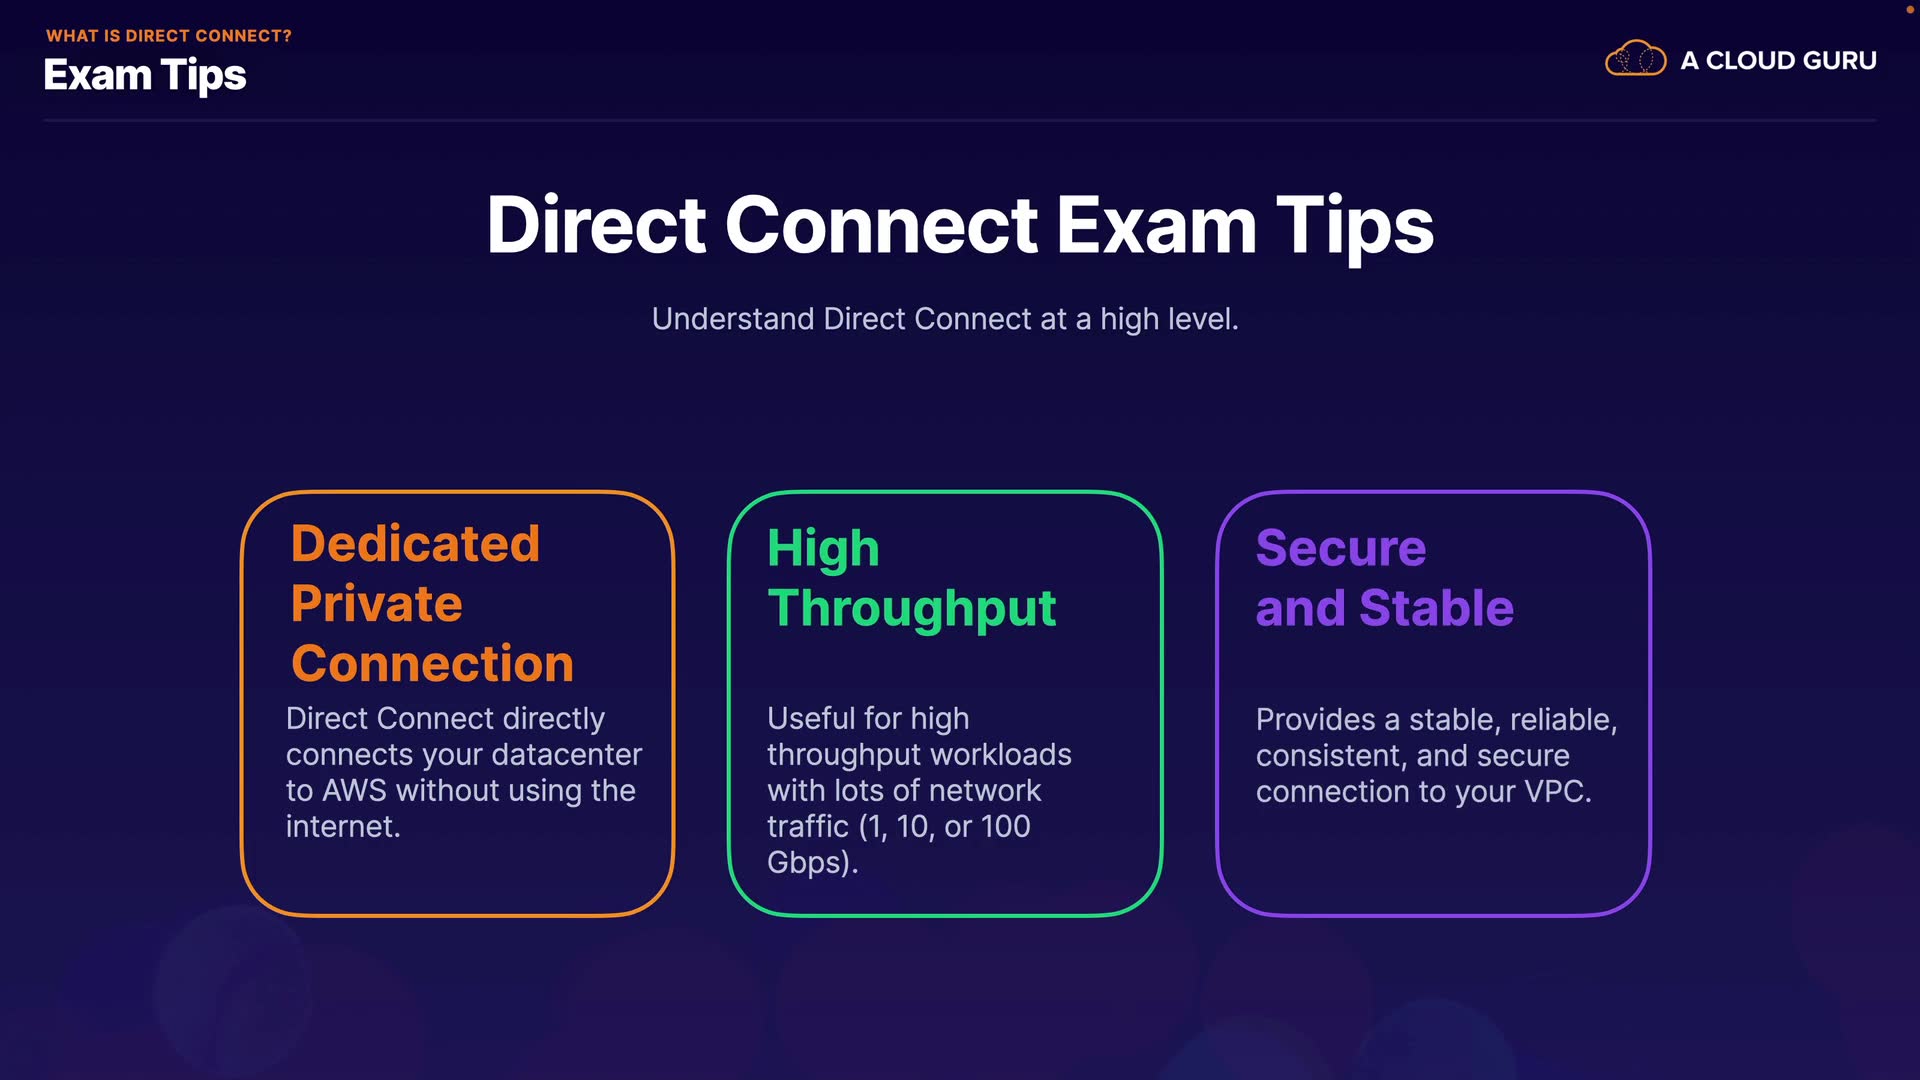 WHAT IS DIRECT CONNECT?
Exam Tips
A CLOUD GURU
Direct Connect Exam Tips
Understand Direct Connect at a high level.
Dedicated
Private
Connection
Direct Connect directly
connects your datacenter
to AWS without using the
internet.
High
Throughput
Useful for high
throughput workloads
with lots of network
traffic (1, 10, or 100
Gbps).
Secure
and Stable
Provides a stable, reliable,
consistent, and secure
connection to your VPC.